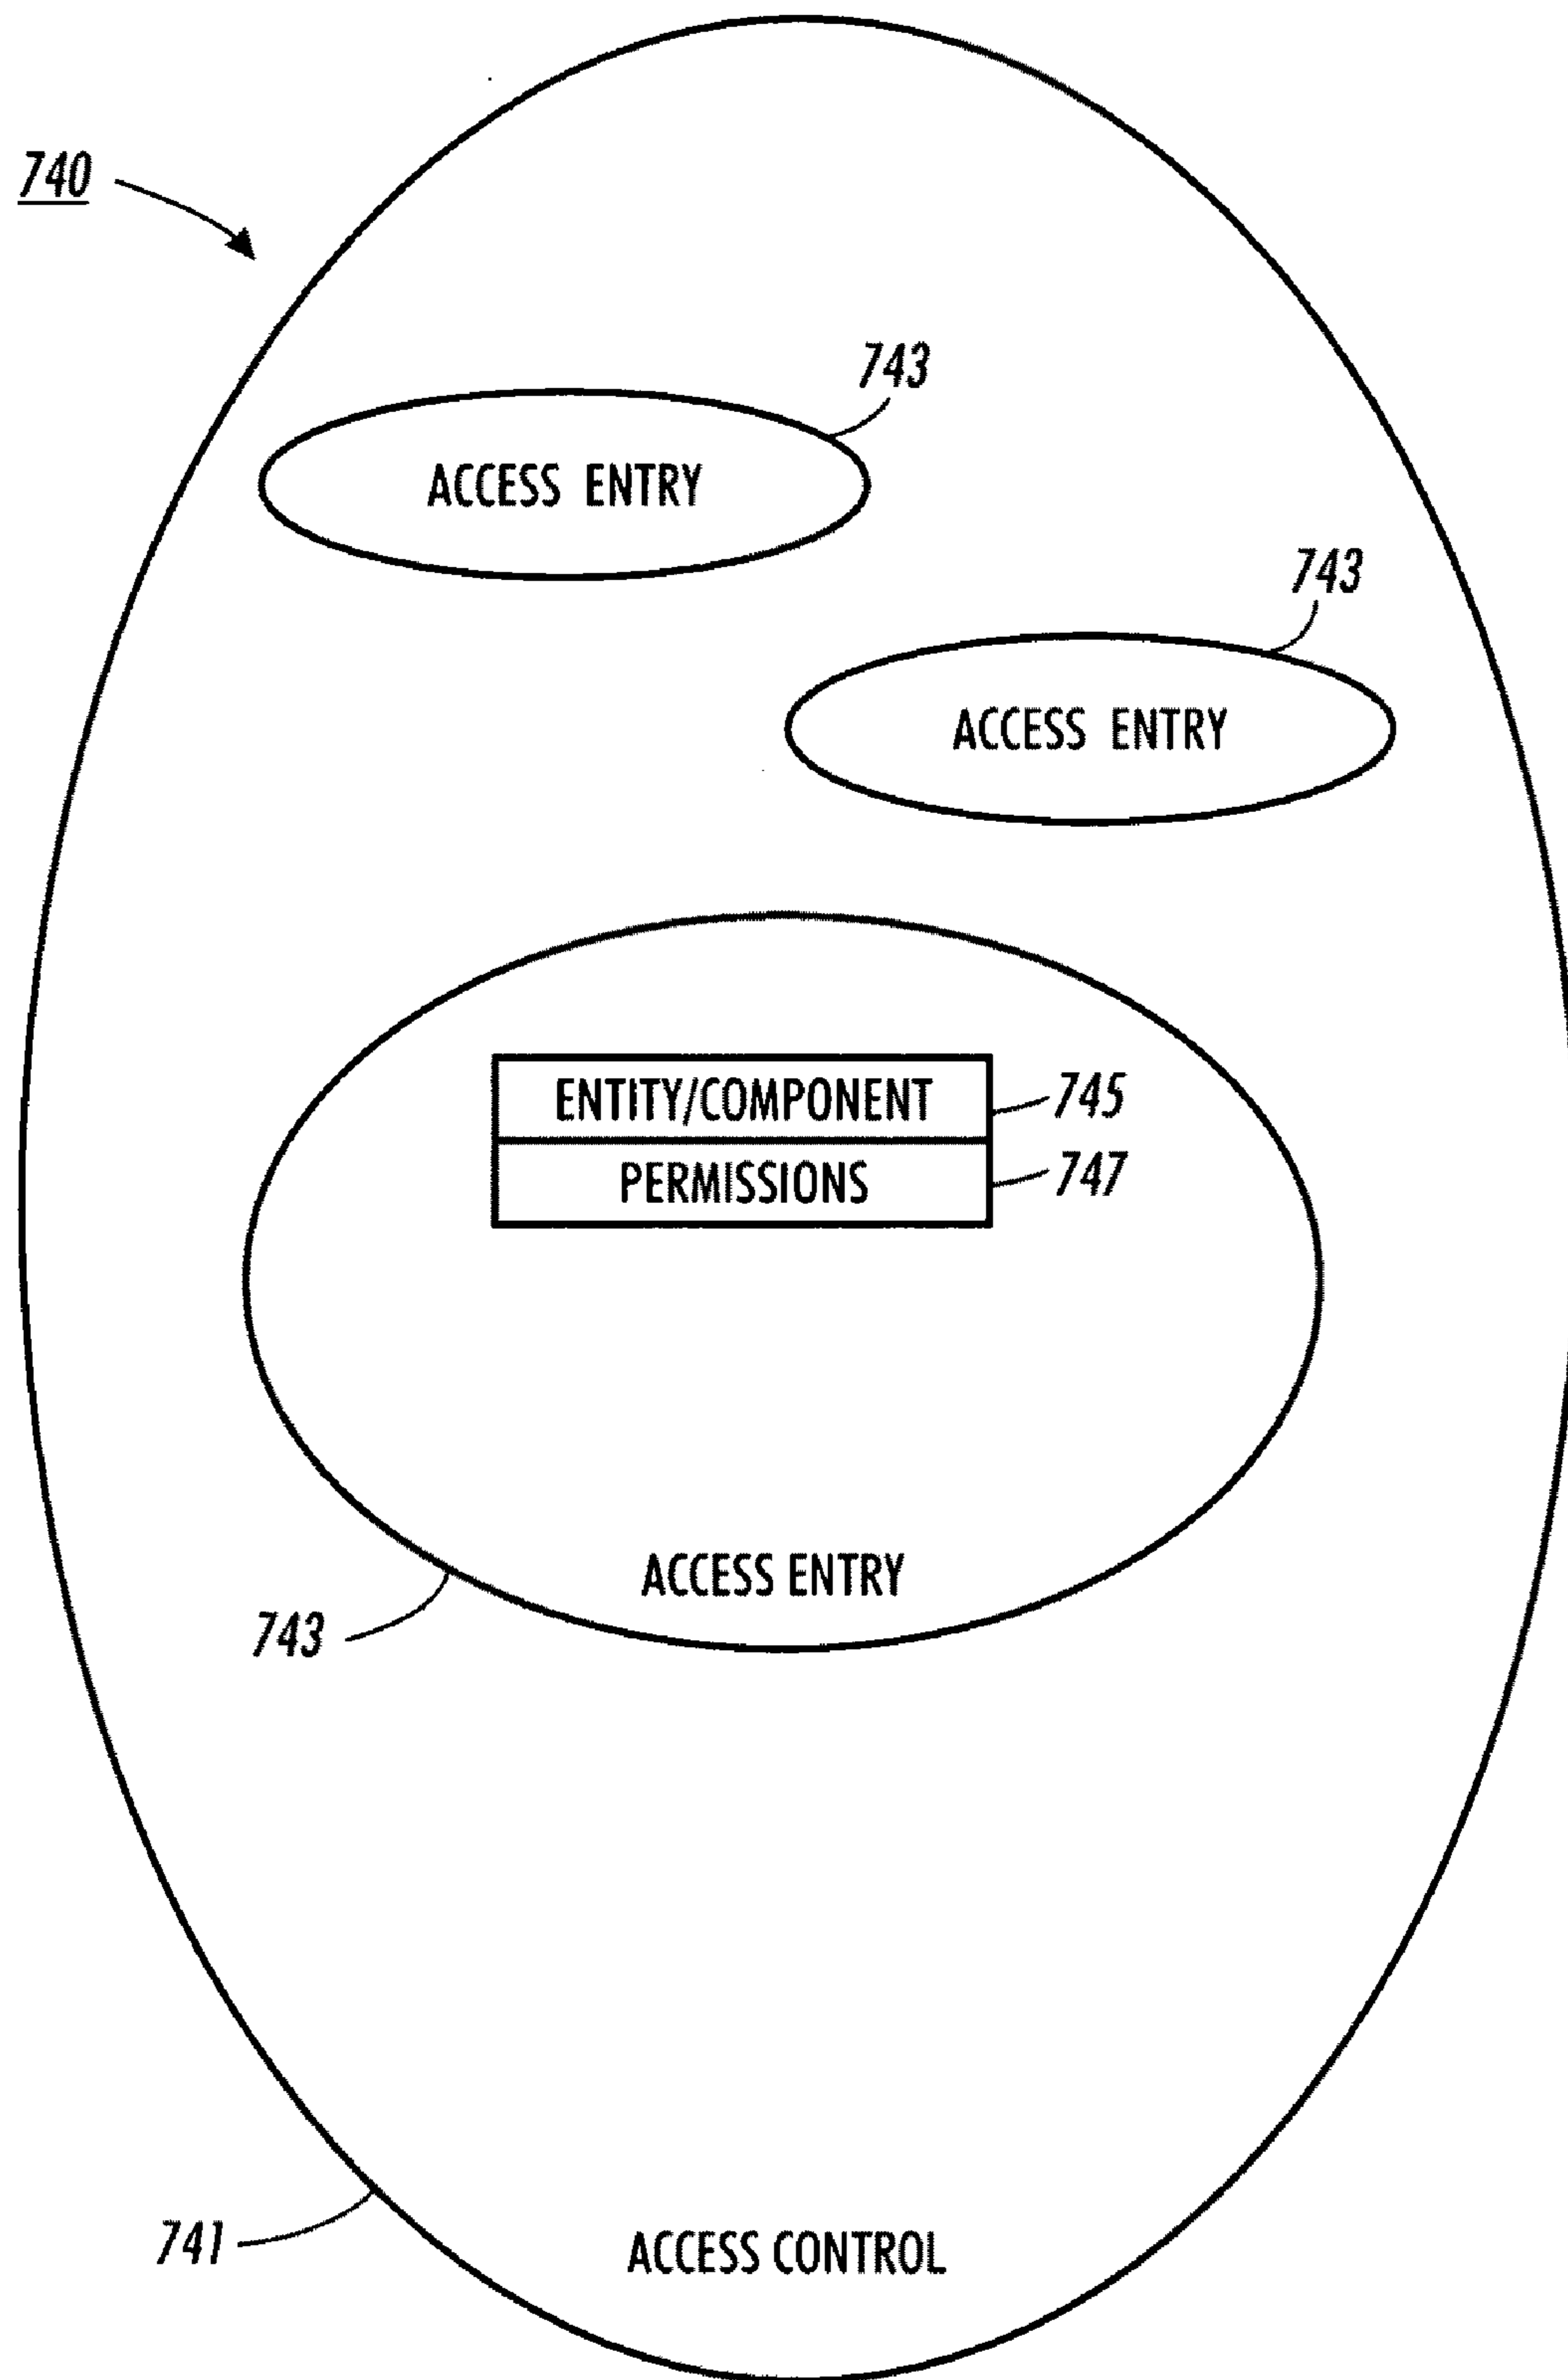 740
743
ACCESS ENTRY
743
ACCESS ENTRY
ENTITY/COMPONENT
745
PERMISSIONS
747
ACCESS ENTRY
743
741
ACCESS CONTROL